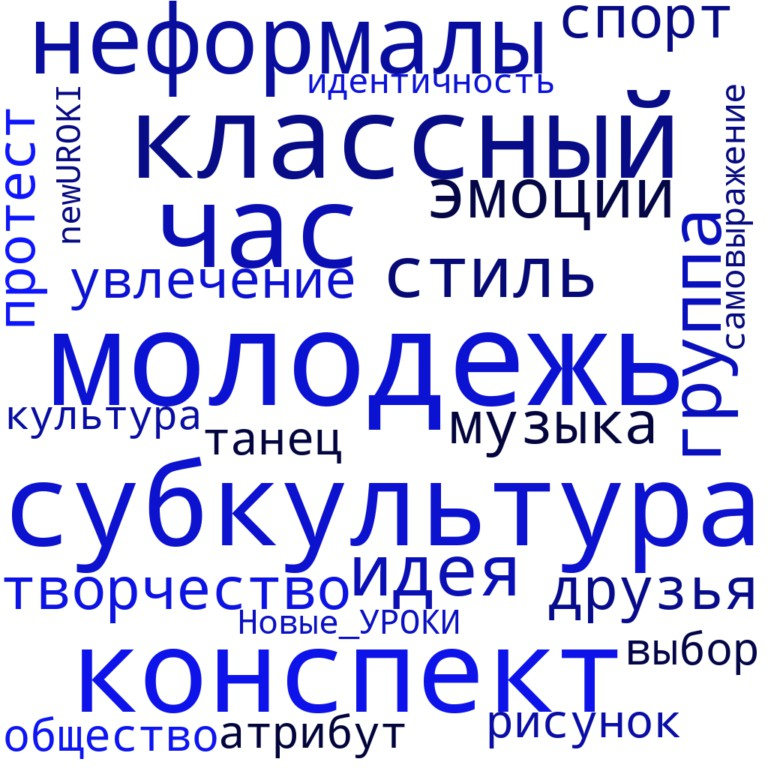 неформалы
спорт
идентичность
протест
newUROKI
классный
самовыражение
эмоции
час
группа
увлечение
стиль
молодежь
культура
музыка
танец
субкультура
творчество
идея
друзья
Новые_УРОКИ
конспект
выбор
общество
атрибут
рисунок